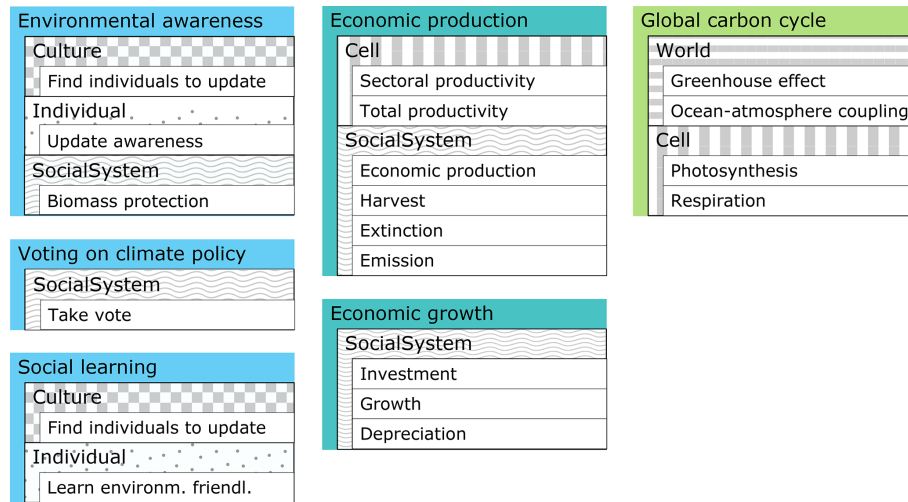 Environmental awareness
Culture
Find individuals to update
Individual
Update awareness
SocialSystem
Biomass protection
Voting on climate policy
SocialSystem
Take vote
Social learning
Culture
Find individuals to update
Individual
Learn environm. friendl.
Economic production
Cell
Sectoral productivity
Total productivity
SocialSystem
Economic production
Harvest
Extinction
Emission
Economic growth
SocialSystem
Investment
Growth
Depreciation
Global carbon cycle
World
Greenhouse effect
Ocean-atmosphere coupling
Cell
Photosynthesis
Respiration